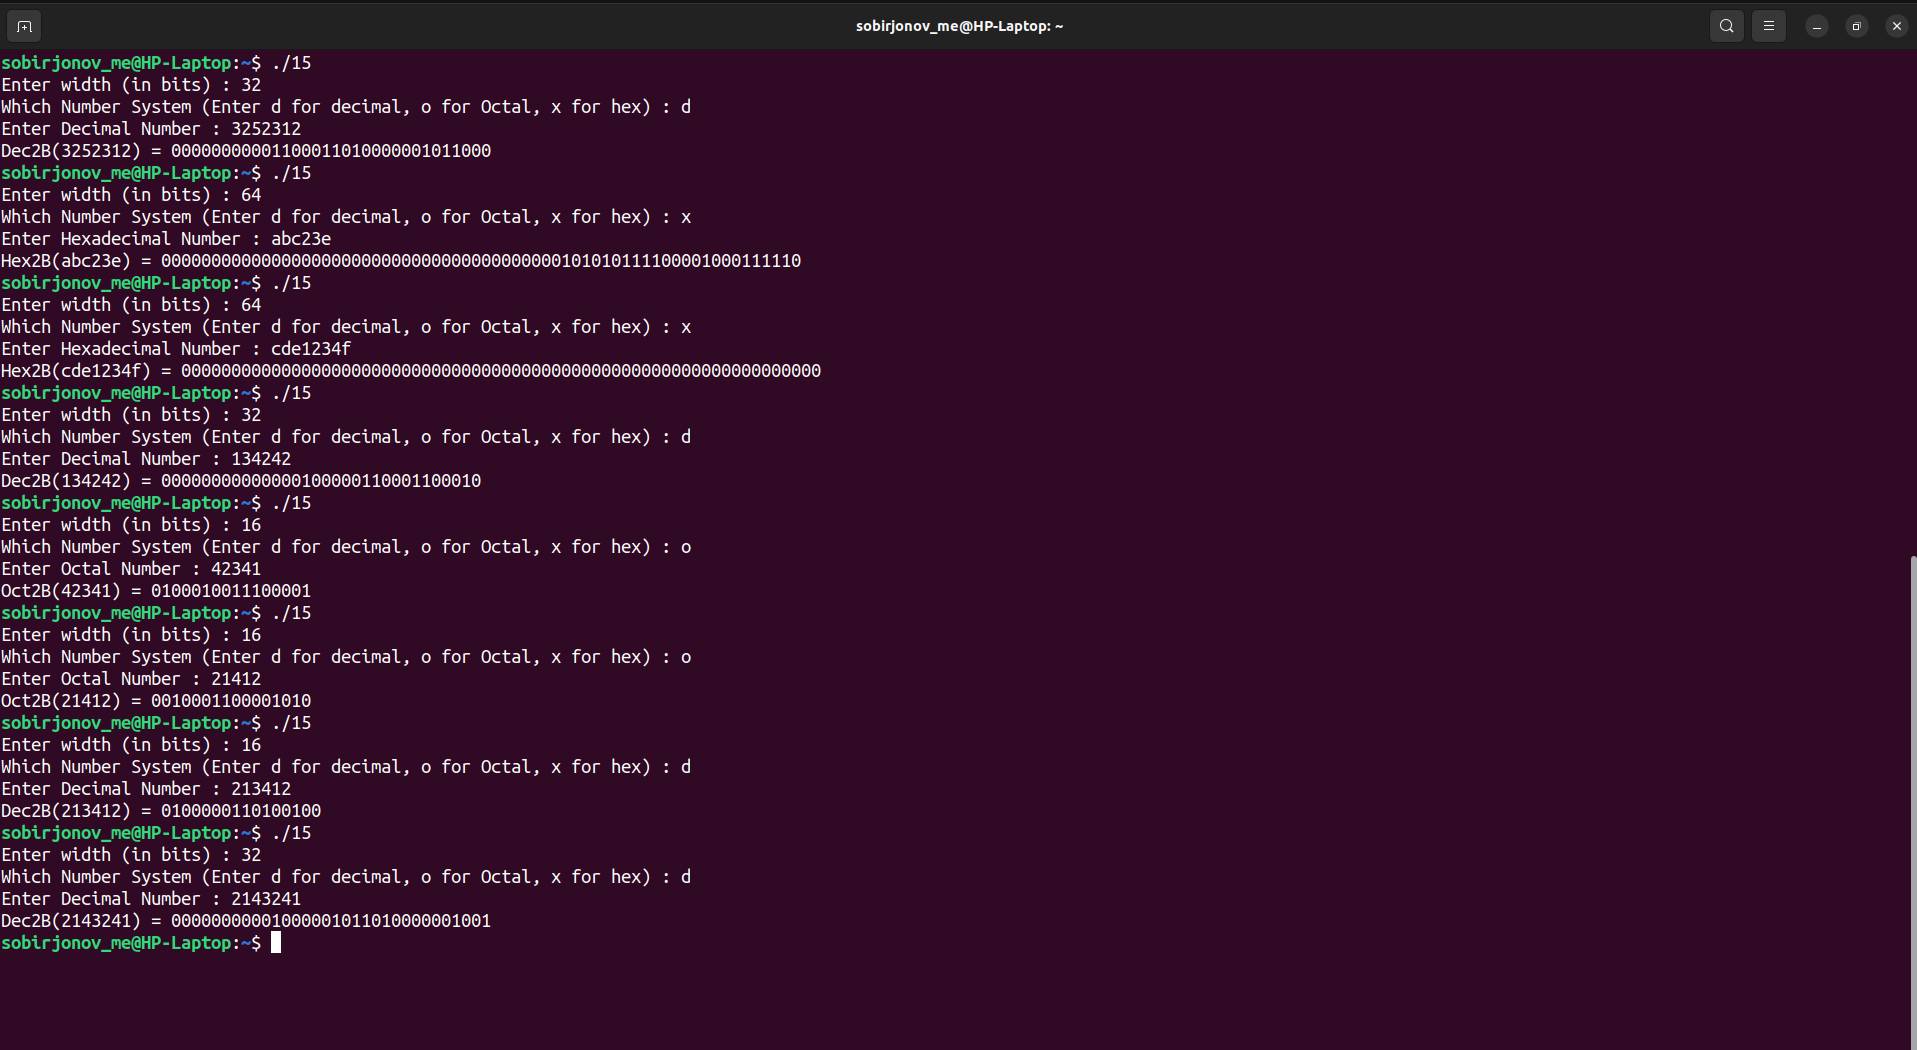 sobirjonov_me@HP-Laptop: ~
sobirjonov_me@HP-Laptop:~$ ./15
Enter width (in bits) : 32
Which Number System (Enter d for decimal, o for Octal, x for hex) : d
Enter Decimal Number : 3252312
Dec2B(3252312) = 00000000001100011010000001011000
sobirjonov_me@HP-Laptop:~$ ./15
Enter width (in bits) : 64
Which Number System (Enter d for decimal, o for Octal, x for hex) : x
Enter Hexadecimal Number : abc23e
Hex2B(abc23e) = 0000000000000000000000000000000000000000101010111100001000111110
sobirjonov_me@HP-Laptop:~$ ./15
Enter width (in bits) : 64
Which Number System (Enter d for decimal, o for Octal, x for hex) : x
Enter Hexadecimal Number : cde1234f
Hex2B(cde1234f) = 0000000000000000000000000000000000000000000000000000000000000000
sobirjonov_me@HP-Laptop:~$ ./15
Enter width (in bits) : 32
Which Number System (Enter d for decimal, o for Octal, x for hex) : d
Enter Decimal Number : 134242
Dec2B(134242) = 00000000000000100000110001100010
sobirjonov_me@HP-Laptop:~$ ./15
Enter width (in bits) : 16
Which Number System (Enter d for decimal, o for Octal, x for hex) : o
Enter Octal Number : 42341
Oct2B(42341) = 0100010011100001
sobirjonov_me@HP-Laptop:~$ ./15
Enter width (in bits) : 16
Which Number System (Enter d for decimal, o for Octal, x for hex) : o
Enter Octal Number : 21412
Oct2B(21412) = 0010001100001010
sobirjonov_me@HP-Laptop:~$ ./15
Enter width (in bits) : 16
Which Number System (Enter d for decimal, o for Octal, x for hex) : d
Enter Decimal Number : 213412
Dec2B(213412) = 0100000110100100
sobirjonov_me@HP-Laptop:~$ ./15
Enter width (in bits) : 32
Which Number System (Enter d for decimal, o for Octal, x for hex) : d
Enter Decimal Number : 2143241
Dec2B(2143241) = 00000000001000001011010000001001
sobirjonov_me@HP-Laptop:~$